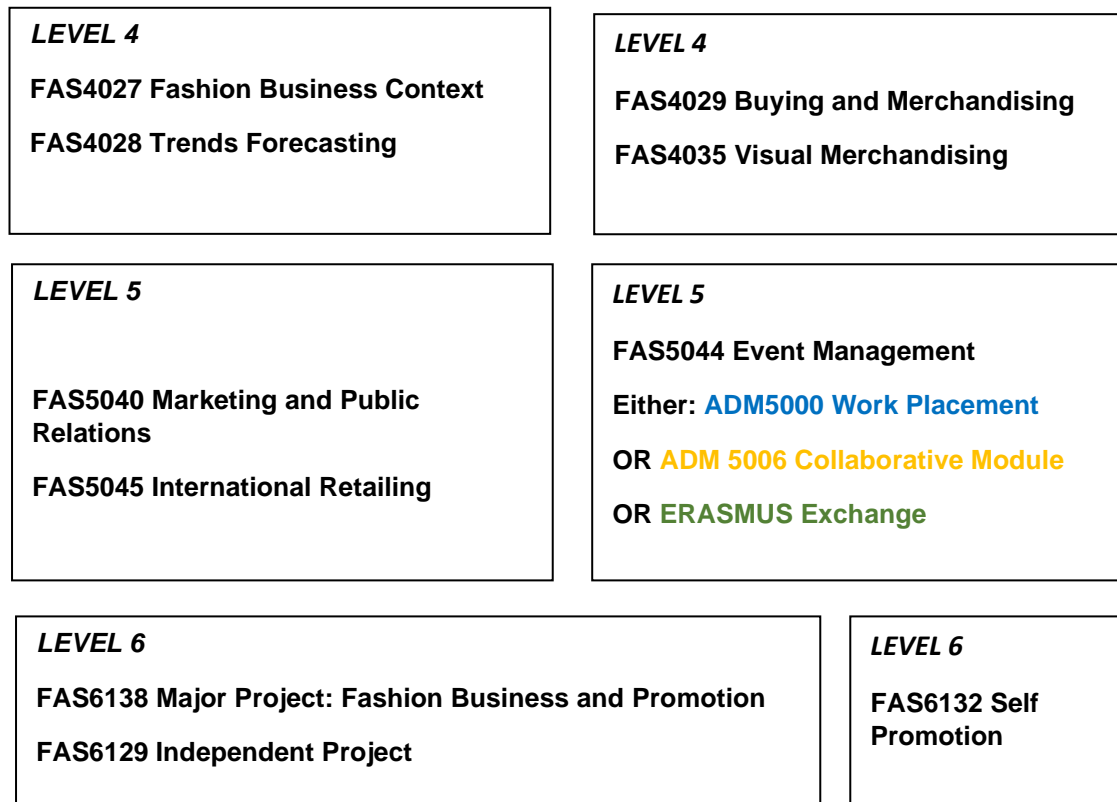 LEVEL 4
FAS4027 Fashion Business Context
FAS4028 Trends Forecasting
LEVEL 4
FAS4029 Buying and Merchandising
FAS4035 Visual Merchandising
LEVEL 5
FAS5040 Marketing and Public
Relations
FAS5045 International Retailing
LEVEL 5
FAS5044 Event Management
Either: ADM5000 Work Placement
OR ADM 5006 Collaborative Module
OR ERASMUS Exchange
LEVEL 6
FAS6138 Major Project: Fashion Business and Promotion
FAS6129 Independent Project
LEVEL 6
FAS6132 Self
Promotion